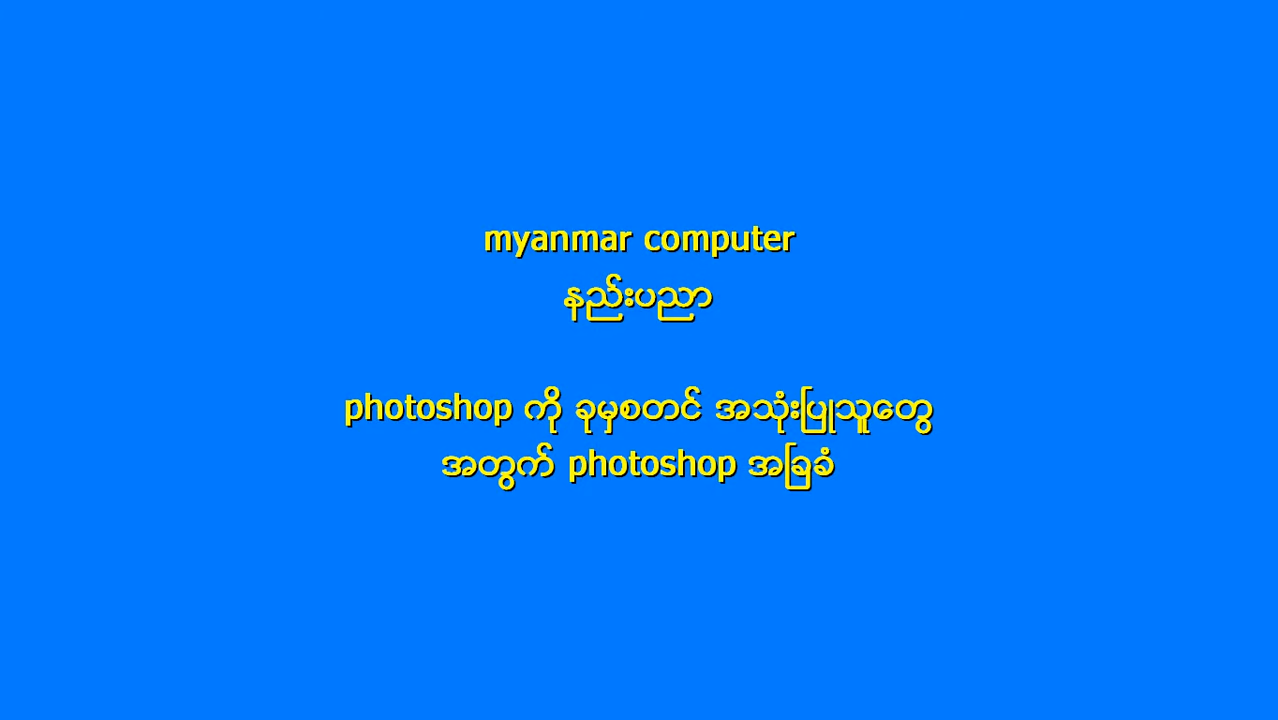 myanmar computer
နည်းပညာ
photoshop ကို ခုမှစတင် အသုံးပြုသူတွေ
အတွက် photoshop အခြခံ